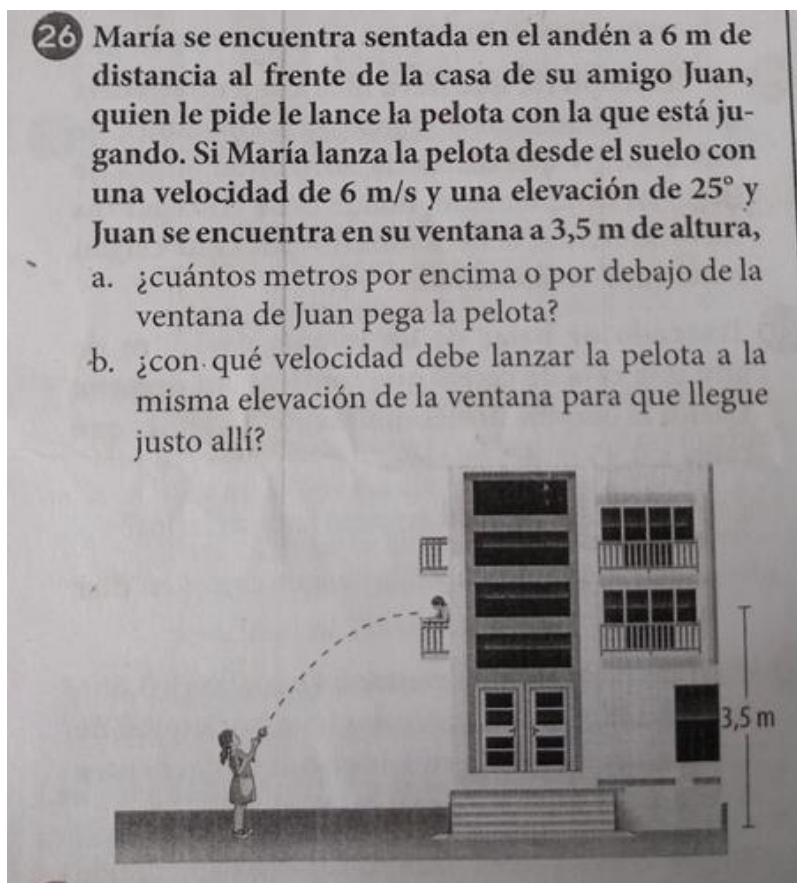 26 María se encuentra sentada en el andén a 6 m de
distancia al frente de la casa de su amigo Juan,
quien le pide le lance la pelota con la que está ju-
gando. Si María lanza la pelota desde el suelo con
una velocidad de 6 m/s y una elevación de 25° y
Juan se encuentra en su ventana a 3,5 m de altura,
a. ¿cuántos metros por encima o por debajo de la
ventana de Juan pega la pelota?
b. ¿con qué velocidad debe lanzar la pelota a la
misma elevación de la ventana para que llegue
justo allí?
3,5 m